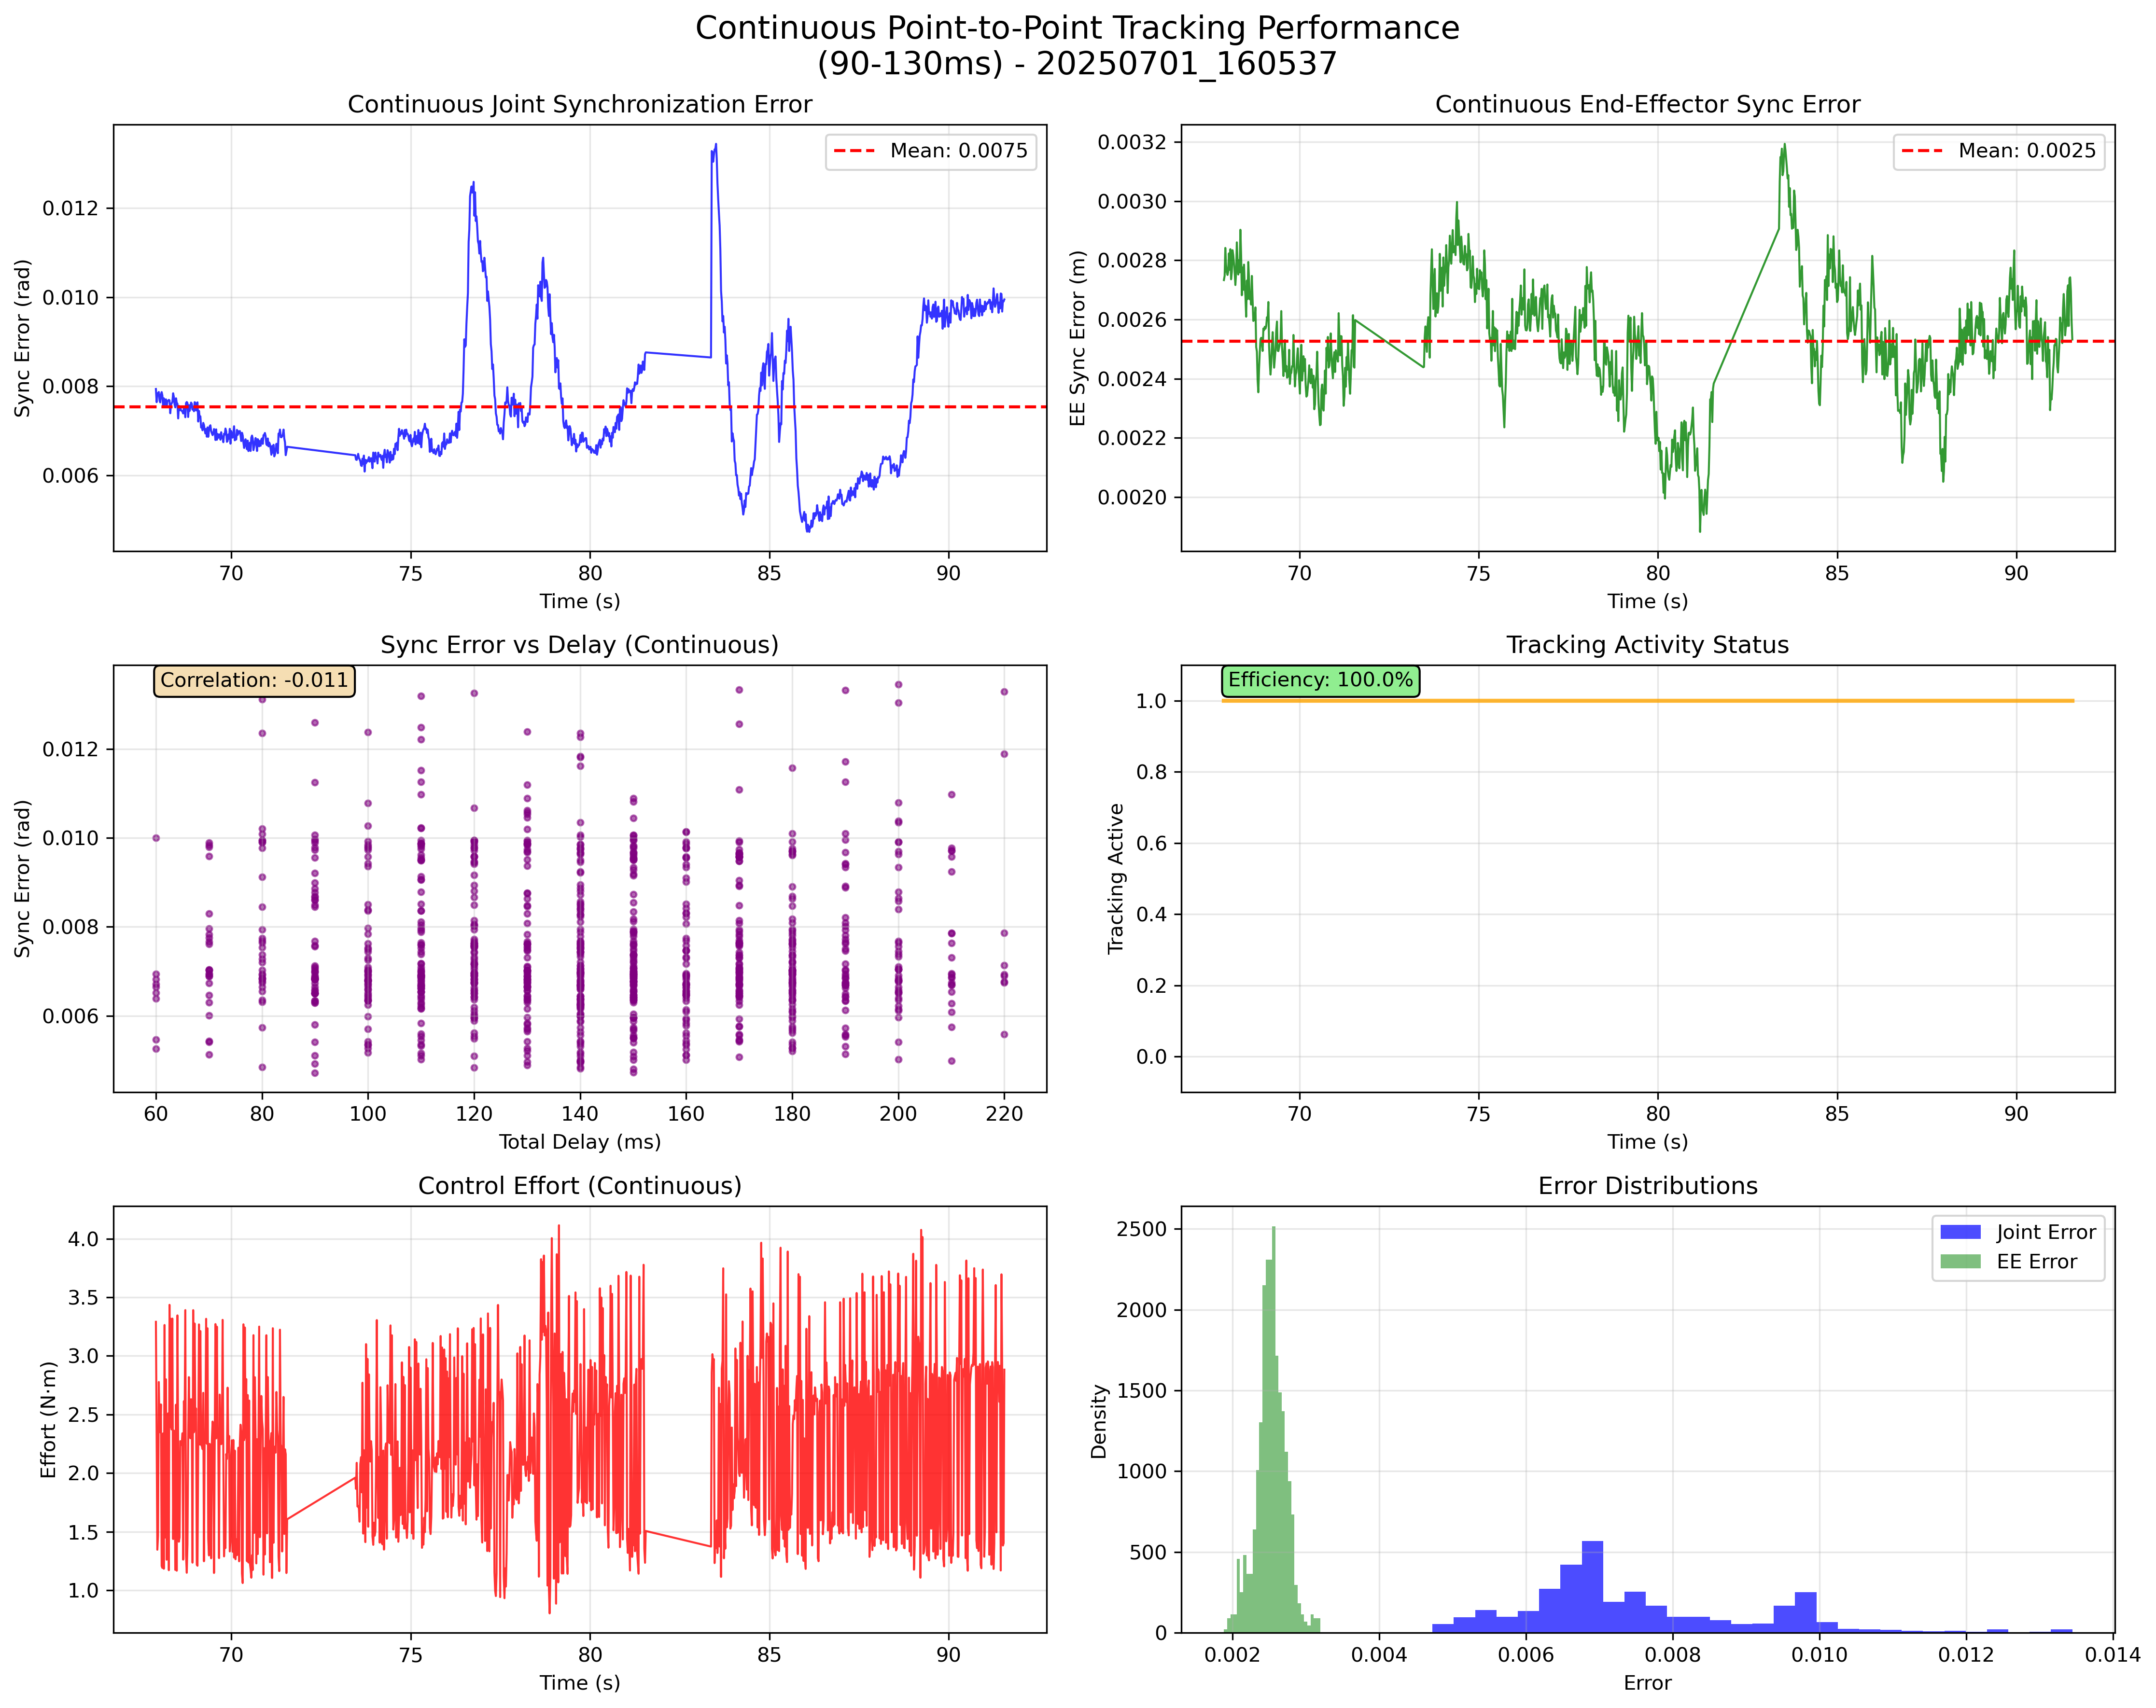 Continuous Point-to-Point Tracking Performance
(90-130ms) - 20250701_160537
Continuous Joint Synchronization Error
Mean: 0.0075
Sync Error (rad)
0.012
0.010
0.008
0.006
70 75 80 85 90
Time (s)
Continuous End-Effector Sync Error
Mean: 0.0025
EE Sync Error (m)
0.0032
0.0030
0.0028
0.0026
0.0024
0.0022
0.0020
70 75 80 85 90
Time (s)
Sync Error vs Delay (Continuous)
Correlation: -0.011
Sync Error (rad)
0.012
0.010
0.008
0.006
60 80 100 120 140 160 180 200 220
Total Delay (ms)
Tracking Activity Status
Efficiency: 100.0%
Tracking Active
1.0
0.8
0.6
0.4
0.2
0.0
70 75 80 85 90
Time (s)
Control Effort (Continuous)
Effort (N·m)
4.0
3.5
3.0
2.5
2.0
1.5
1.0
70 75 80 85 90
Time (s)
Error Distributions
Joint Error
EE Error
Density
2500
2000
1500
1000
500
0
0.002 0.004 0.006 0.008 0.010 0.012 0.014
Error